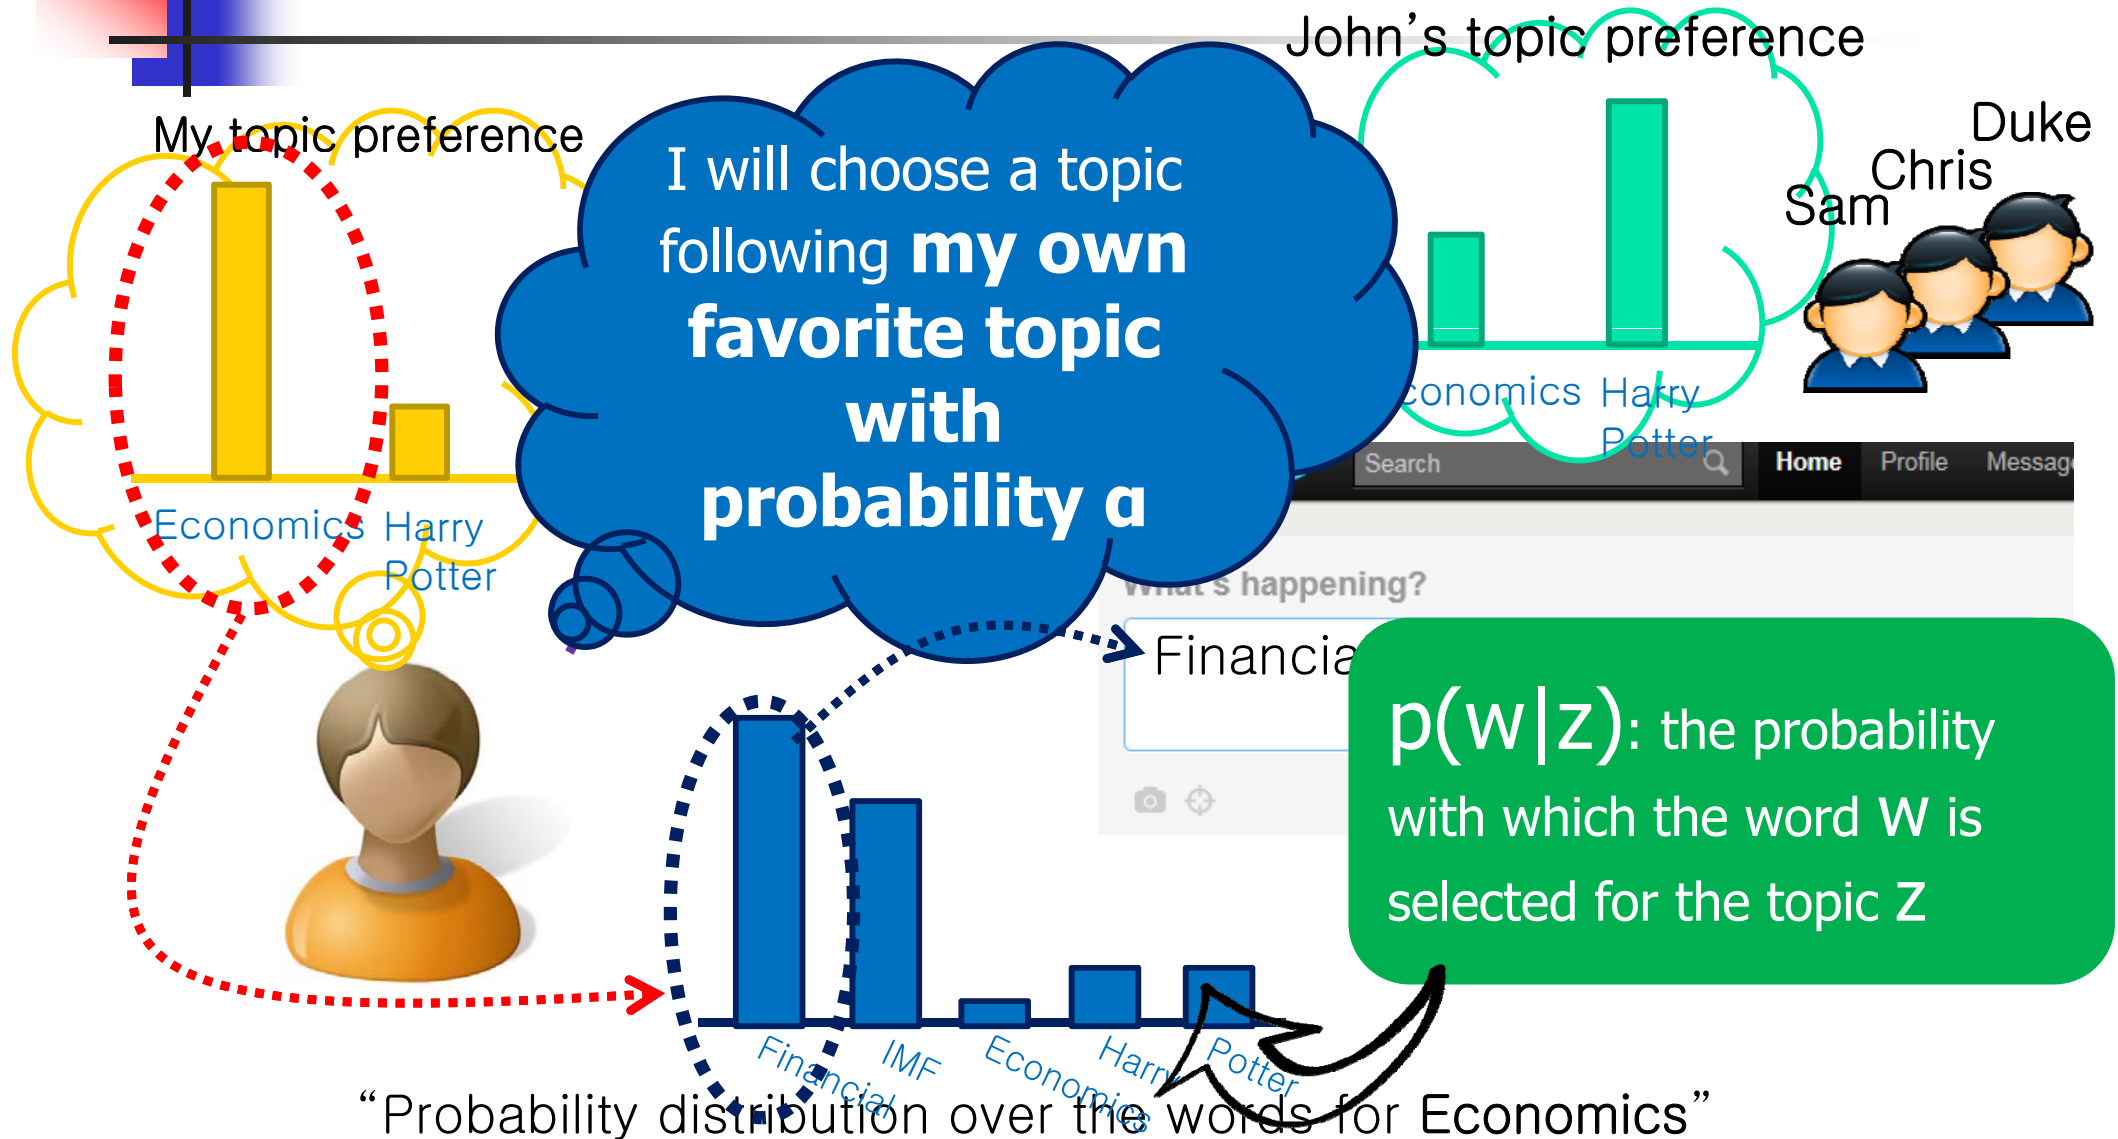 John's topic preference
My topic preference
Duke
Chris
Sam
I will choose a topic
following my own
favorite topic
with
probability α
Economics Harry
Potter
conomics Harry
Potter
Search
Home Profile Messag
What's happening?
Financia
p(w|z): the probability
with which the word w is
selected for the topic z
Financial IMF Economics Harry Potter
“Probability distribution over the words for Economics”